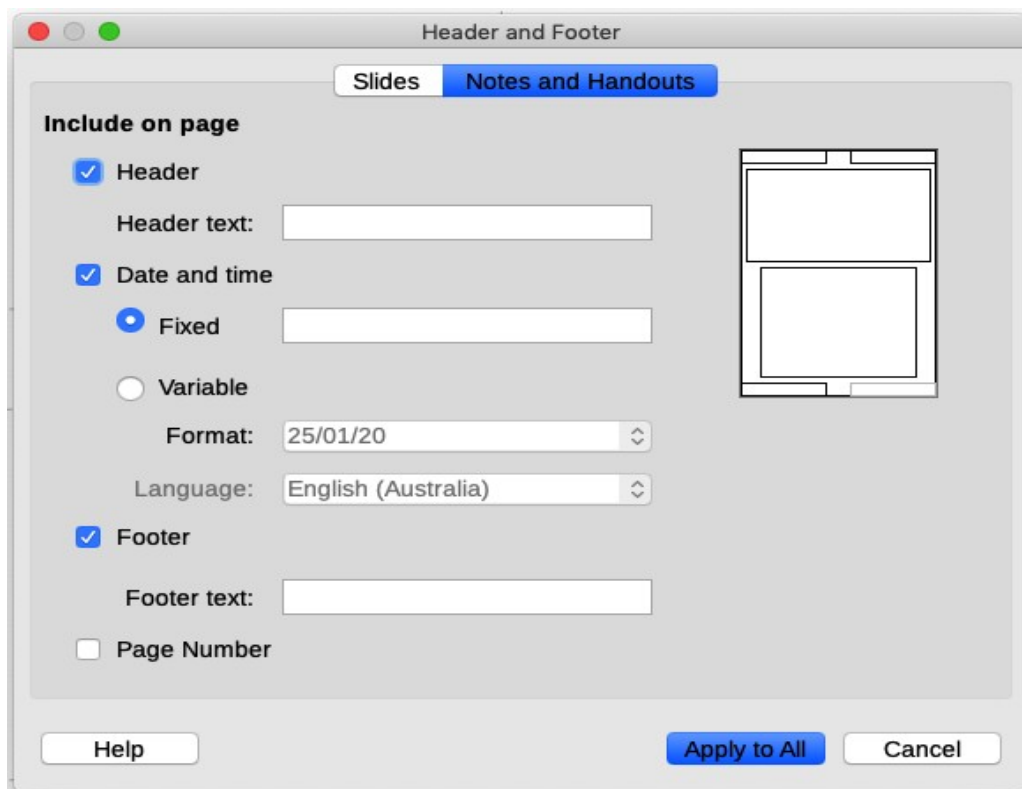 Header and Footer
Slides Notes and Handouts
Include on page
Header
Header text:
Date and time
Fixed
Variable
Format: 25/01/20
Language: English (Australia)
Footer
Footer text:
Page Number
Help Apply to All Cancel